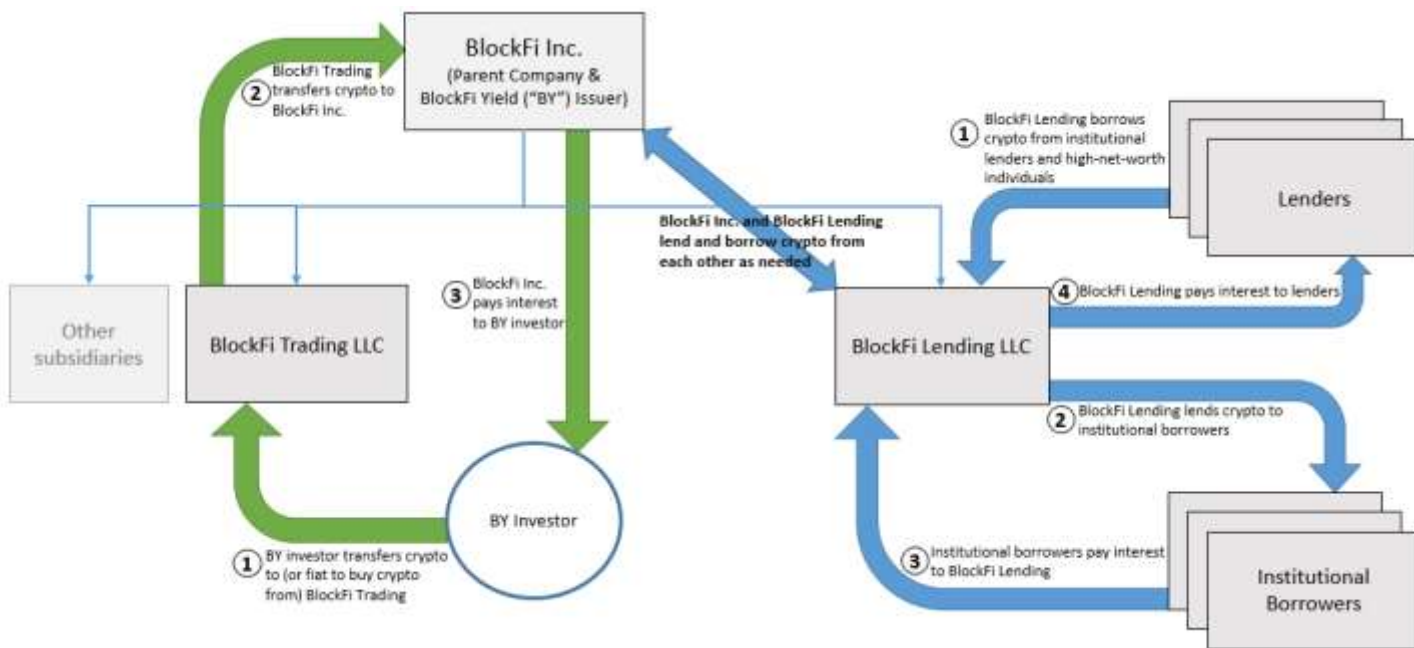 BlockFi Inc.
(Parent Company &
BlockFi Yield ("BY") Issuer)
2
BlockFi Trading
transfers crypto to
BlockFi Inc.
1
BlockFi Lending borrows
crypto from institutional
lenders and high-net-worth
individuals
Lenders
BlockFi Inc. and BlockFi Lending
lend and borrow crypto from
each other as needed
3
BlockFi Inc.
pays interest
to BY investor
4
BlockFi Lending pays interest to lenders
Other
subsidiaries
BlockFi Trading LLC
BlockFi Lending LLC
2
BlockFi Lending lends crypto to
institutional borrowers
BY Investor
1
BY investor transfers crypto
to (or fiat to buy crypto
from) BlockFi Trading
3
Institutional borrowers pay interest
to BlockFi Lending
Institutional
Borrowers